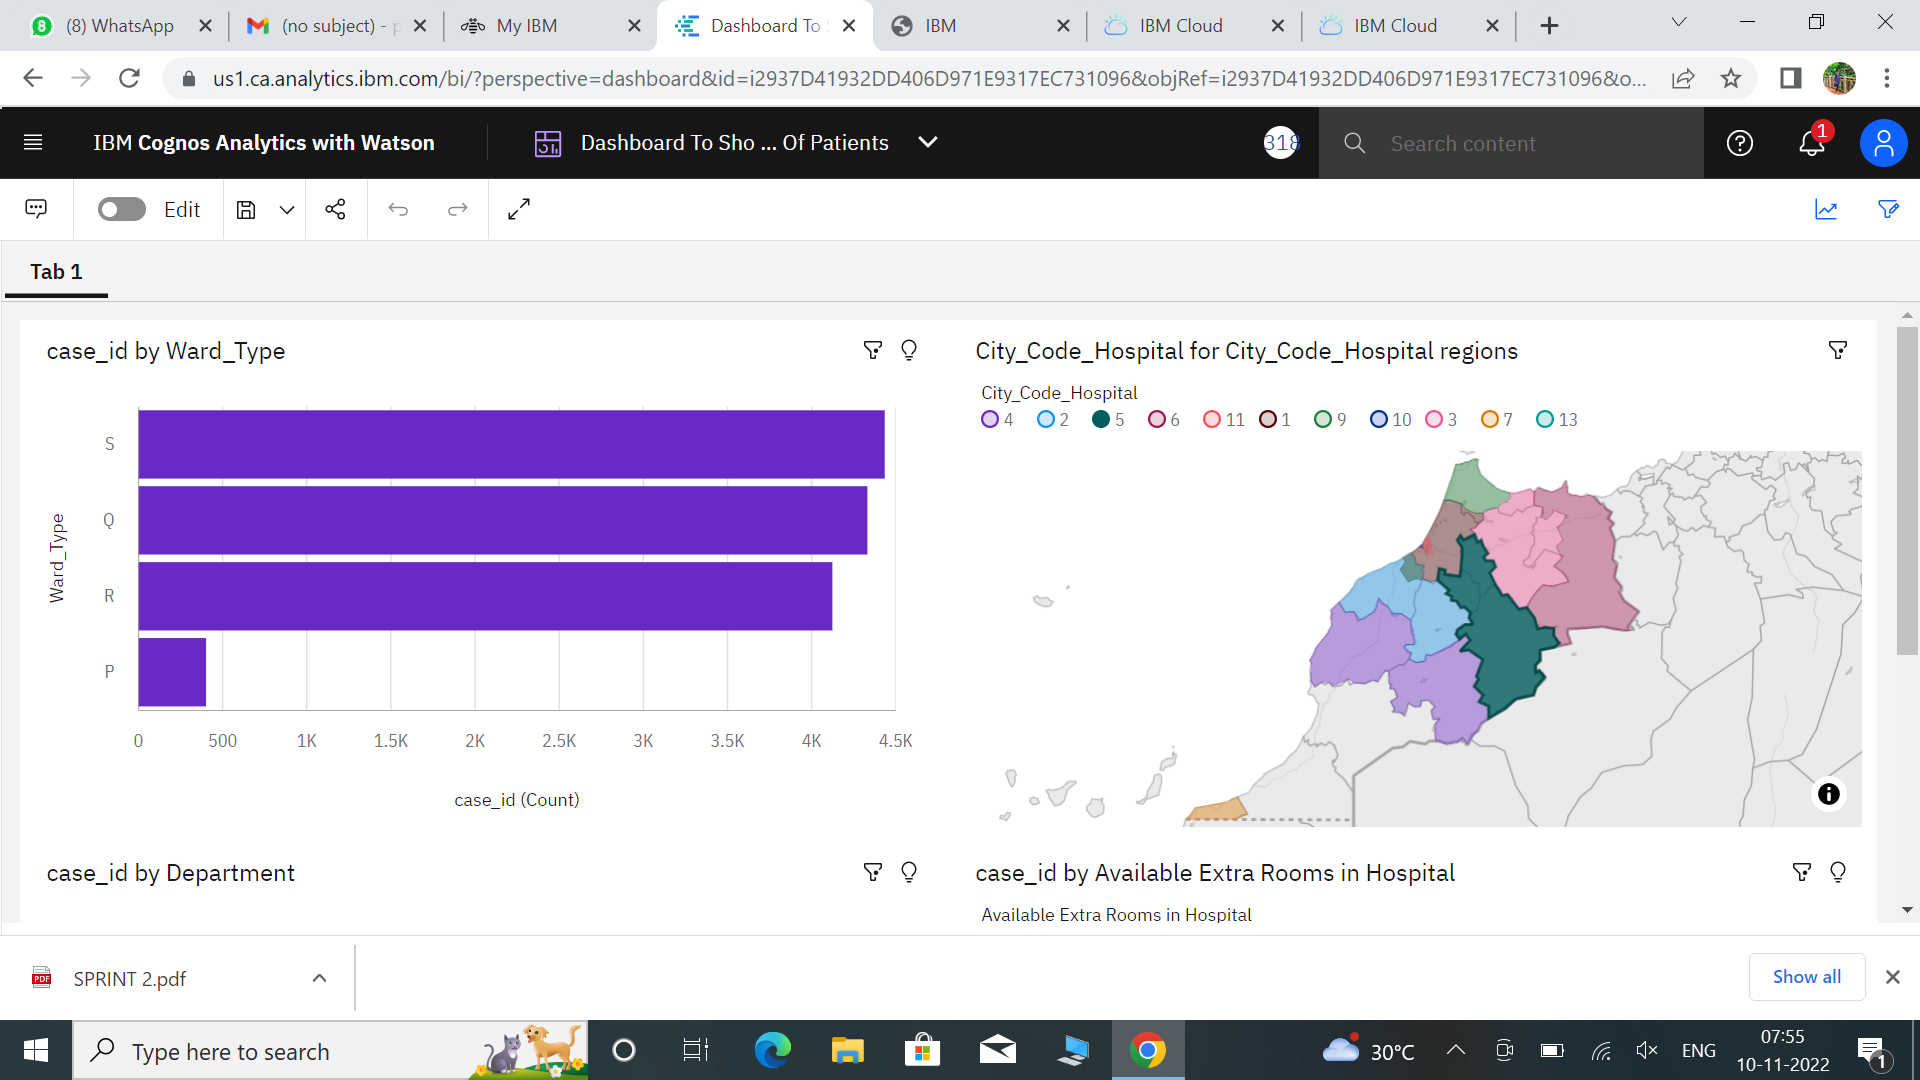 (8) WhatsApp
(no subject) - p
My IBM
Dashboard To S
IBM
IBM Cloud
IBM Cloud
us1.ca.analytics.ibm.com/bi/?perspective=dashboard&id=i2937D41932DD406D971E9317EC731096&objRef=i2937D41932DD406D971E9317EC731096&o...
IBM Cognos Analytics with Watson
Dashboard To Sho ... Of Patients
318
Search content
1
Edit
Tab 1
case_id by Ward_Type
Ward_Type
S
Q
R
P
0 500 1K 1.5K 2K 2.5K 3K 3.5K 4K 4.5K
case_id (Count)
City_Code_Hospital for City_Code_Hospital regions
City_Code_Hospital
4 2 5 6 11 1 9 10 3 7 13
case_id by Department
case_id by Available Extra Rooms in Hospital
Available Extra Rooms in Hospital
PDF
SPRINT 2.pdf
Show all
Type here to search
30°C
ENG
07:55
10-11-2022
1